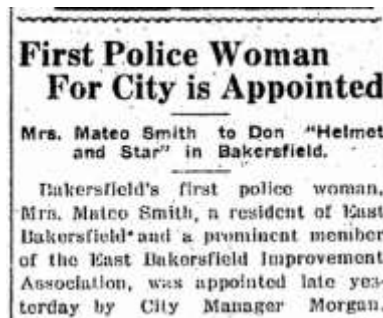 First Police Woman
For City is Appointed
Mrs. Mateo Smith to Don "Helmet
and Star" in Bakersfield.
Bakersfield's first police woman,
Mrs. Mateo Smith, a resident of East
Bakersfield and a prominent member
of the East Bakersfield Improvement
Association, was appointed late yes-
terday by City Manager Morgan.